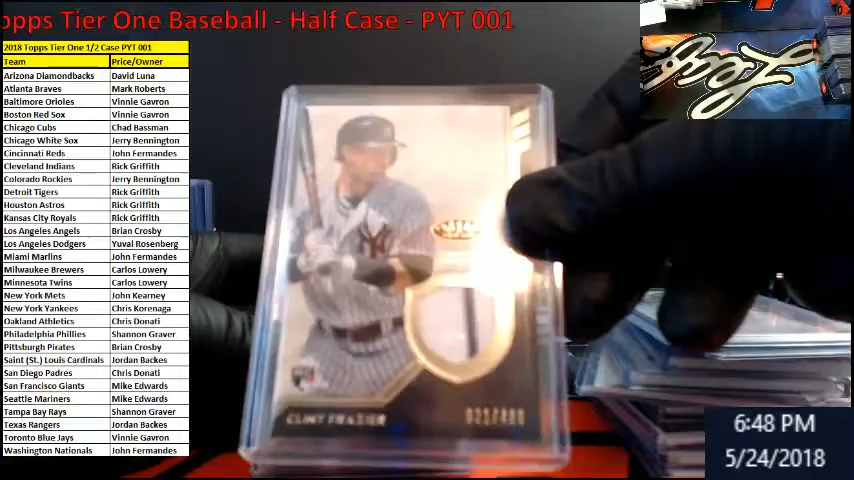 opps Tier One Baseball - Half Case - PYT 001
2018 Topps Tier One 1/2 Case PYT 001
Team Price/Owner
Arizona Diamondbacks David Luna
Atlanta Braves Mark Roberts
Baltimore Orioles Vinnie Gavron
Boston Red Sox Vinnie Gavron
Chicago Cubs Chad Bassman
Chicago White Sox Jerry Bennington
Cincinnati Reds John Fernandes
Cleveland Indians Rick Griffith
Colorado Rockies Jerry Bennington
Detroit Tigers Rick Griffith
Houston Astros Rick Griffith
Kansas City Royals Rick Griffith
Los Angeles Angels Brian Crosby
Los Angeles Dodgers Yuval Rosenberg
Miami Marlins John Fernandes
Milwaukee Brewers Carlos Lowery
Minnesota Twins Carlos Lowery
New York Mets John Kearney
New York Yankees Chris Korenaga
Oakland Athletics Chris Donati
Philadelphia Phillies Shannon Graver
Pittsburgh Pirates Brian Crosby
Saint (St.) Louis Cardinals Jordan Backes
San Diego Padres Chris Donati
San Francisco Giants Mike Edwards
Seattle Mariners Mike Edwards
Tampa Bay Rays Shannon Graver
Texas Rangers Jordan Backes
Toronto Blue Jays Vinnie Gavron
Washington Nationals John Fernandes
CLINT FRAZIER
6:48 PM
5/24/2018